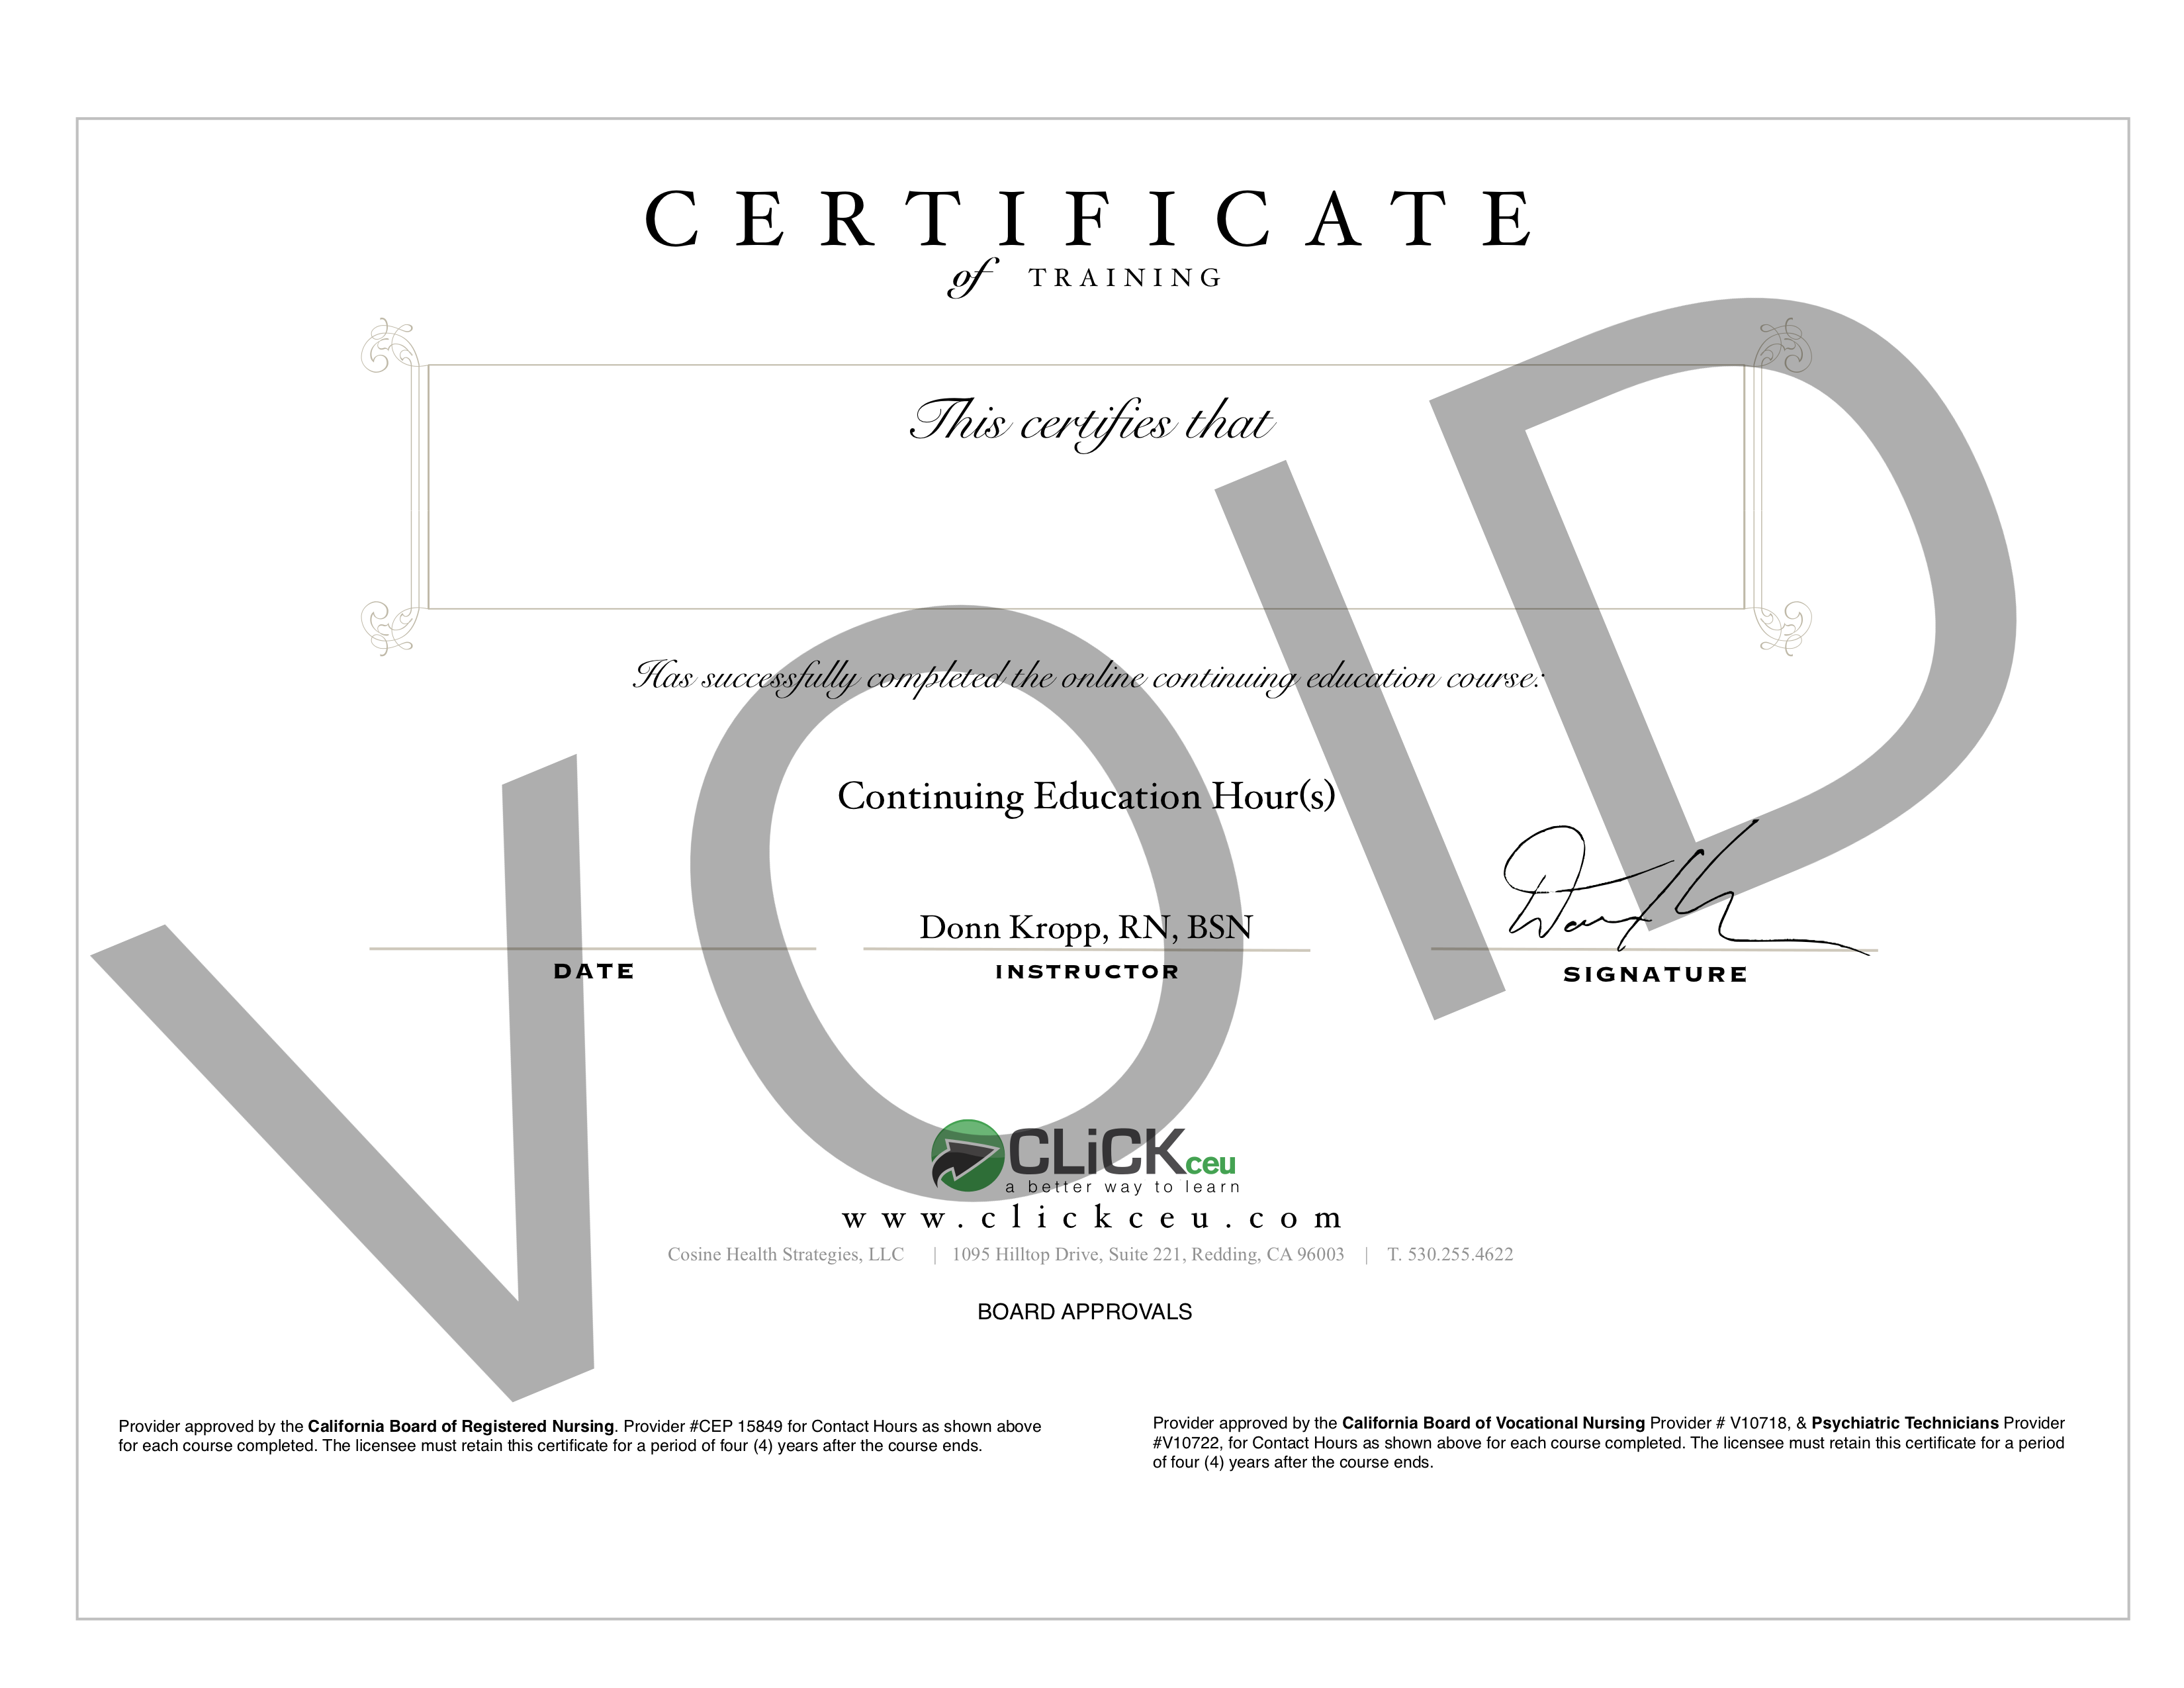 CERTIFICATE
of TRAINING
This certifies that
Has successfully completed the online continuing education course:
Continuing Education Hour(s)
Donn Kropp, RN, BSN
DATE
INSTRUCTOR
SIGNATURE
VOID
CLiCKceu
a better way to learn
www.clickceu.com
Cosine Health Strategies, LLC | 1095 Hilltop Drive, Suite 221, Redding, CA 96003 | T. 530.255.4622
BOARD APPROVALS
Provider approved by the California Board of Registered Nursing. Provider #CEP 15849 for Contact Hours as shown above
for each course completed. The licensee must retain this certificate for a period of four (4) years after the course ends.
Provider approved by the California Board of Vocational Nursing Provider # V10718, & Psychiatric Technicians Provider
#V10722, for Contact Hours as shown above for each course completed. The licensee must retain this certificate for a period
of four (4) years after the course ends.